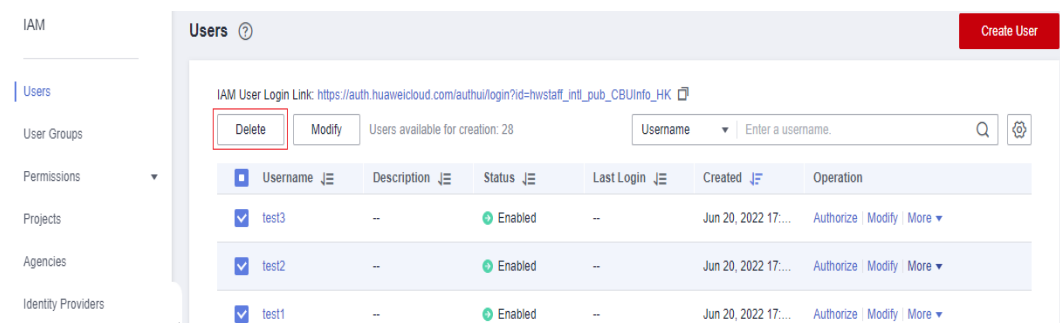 IAM
Users
User Groups
Permissions
Projects
Agencies
Identity Providers
Users ?
Create User
IAM User Login Link: https://auth.huaweicloud.com/authui/login?id=hwstaff_intl_pub_CBUInfo_HK
Delete Modify Users available for creation: 28 Username Enter a username.
Username Description Status Last Login Created Operation
test3 -- Enabled -- Jun 20, 2022 17:... Authorize Modify More
test2 -- Enabled -- Jun 20, 2022 17:... Authorize Modify More
test1 -- Enabled -- Jun 20, 2022 17:... Authorize Modify More